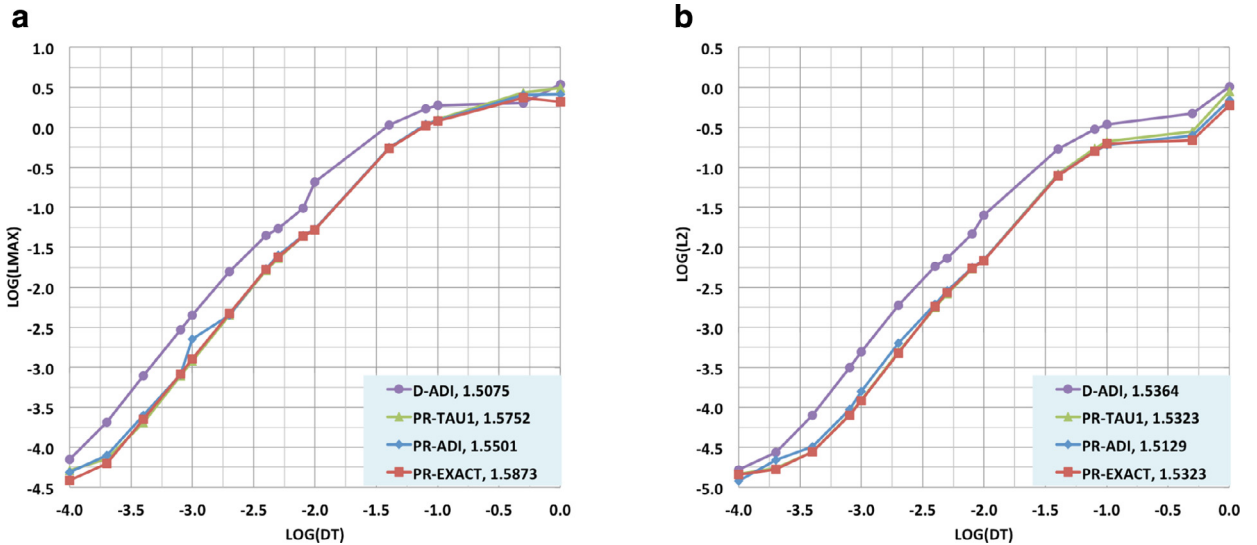 a
1.0
0.5
0.0
-0.5
-1.0
-1.5
-2.0
-2.5
-3.0
-3.5
-4.0
-4.5
LOG(LMAX)
D-ADI, 1.5075
PR-TAU1, 1.5752
PR-ADI, 1.5501
PR-EXACT, 1.5873
-4.0 -3.5 -3.0 -2.5 -2.0 -1.5 -1.0 -0.5 0.0
LOG(DT)
b
0.5
0.0
-0.5
-1.0
-1.5
-2.0
-2.5
-3.0
-3.5
-4.0
-4.5
-5.0
LOG(L2)
D-ADI, 1.5364
PR-TAU1, 1.5323
PR-ADI, 1.5129
PR-EXACT, 1.5323
-4.0 -3.5 -3.0 -2.5 -2.0 -1.5 -1.0 -0.5 0.0
LOG(DT)